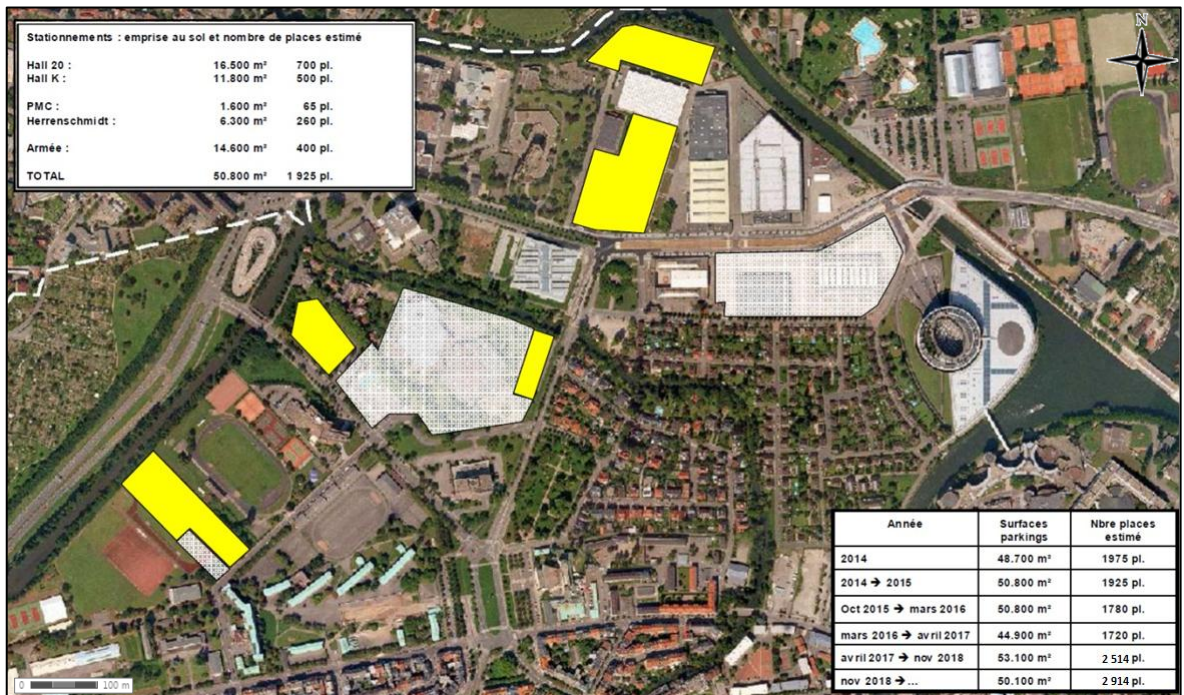 Stationnements : emprise au sol et nombre de places estimé
Hall 20 : 16.500 m² 700 pl.
Hall K : 11.800 m² 500 pl.
PMC : 1.600 m² 65 pl.
Herrenschmidt : 6.300 m² 260 pl.
Armée : 14.600 m² 400 pl.
TOTAL 50.800 m² 1 925 pl.
N
Année Surfaces parkings Nbre places estimé
2014 48.700 m² 1975 pl.
2014 → 2015 50.800 m² 1925 pl.
Oct 2015 → mars 2016 50.800 m² 1780 pl.
mars 2016 → avril 2017 44.900 m² 1720 pl.
avril 2017 → nov 2018 53.100 m² 2 514 pl.
nov 2018 → ... 50.100 m² 2 914 pl.
0 100 m